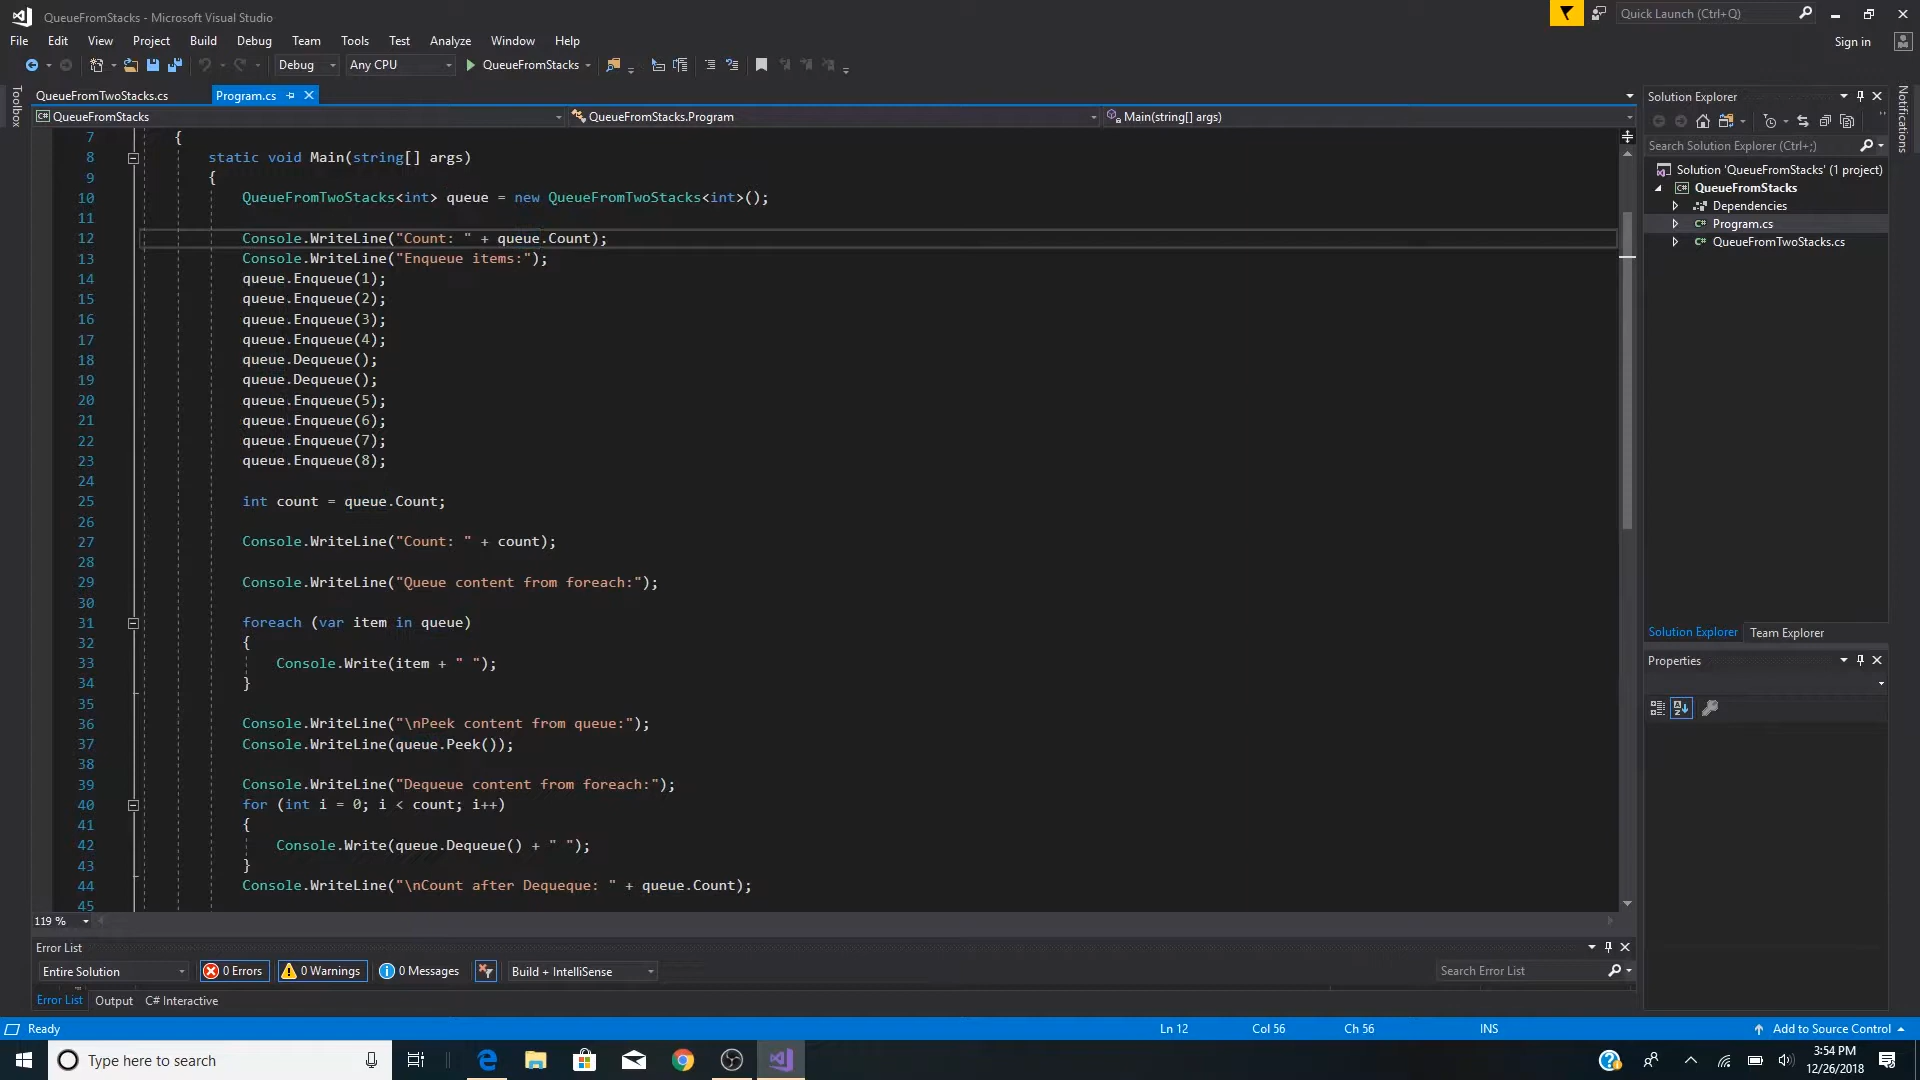 QueueFromStacks - Microsoft Visual Studio
Quick Launch (Ctrl+Q)
File Edit View Project Build Debug Team Tools Test Analyze Window Help
Sign in
Debug Any CPU QueueFromStacks
Toolbox
QueueFromTwoStacks.cs Program.cs
QueueFromStacks QueueFromStacks.Program Main(string[] args)
7 {
8 static void Main(string[] args)
9 {
10 QueueFromTwoStacks<int> queue = new QueueFromTwoStacks<int>();
11
12 Console.WriteLine("Count: " + queue.Count);
13 Console.WriteLine("Enqueue items:");
14 queue.Enqueue(1);
15 queue.Enqueue(2);
16 queue.Enqueue(3);
17 queue.Enqueue(4);
18 queue.Dequeue();
19 queue.Dequeue();
20 queue.Enqueue(5);
21 queue.Enqueue(6);
22 queue.Enqueue(7);
23 queue.Enqueue(8);
24
25 int count = queue.Count;
26
27 Console.WriteLine("Count: " + count);
28
29 Console.WriteLine("Queue content from foreach:");
30
31 foreach (var item in queue)
32 {
33 Console.Write(item + " ");
34 }
35
36 Console.WriteLine("\nPeek content from queue:");
37 Console.WriteLine(queue.Peek());
38
39 Console.WriteLine("Dequeue content from foreach:");
40 for (int i = 0; i < count; i++)
41 {
42 Console.Write(queue.Dequeue() + " ");
43 }
44 Console.WriteLine("\nCount after Dequeque: " + queue.Count);
45
119 %
Solution Explorer
Search Solution Explorer (Ctrl+;)
Solution 'QueueFromStacks' (1 project)
QueueFromStacks
Dependencies
Program.cs
QueueFromTwoStacks.cs
Solution Explorer Team Explorer
Properties
Notifications
Error List
Entire Solution 0 Errors 0 Warnings 0 Messages Build + IntelliSense Search Error List
Error List Output C# Interactive
Ready Ln 12 Col 56 Ch 56 INS Add to Source Control
Type here to search
3:54 PM
12/26/2018